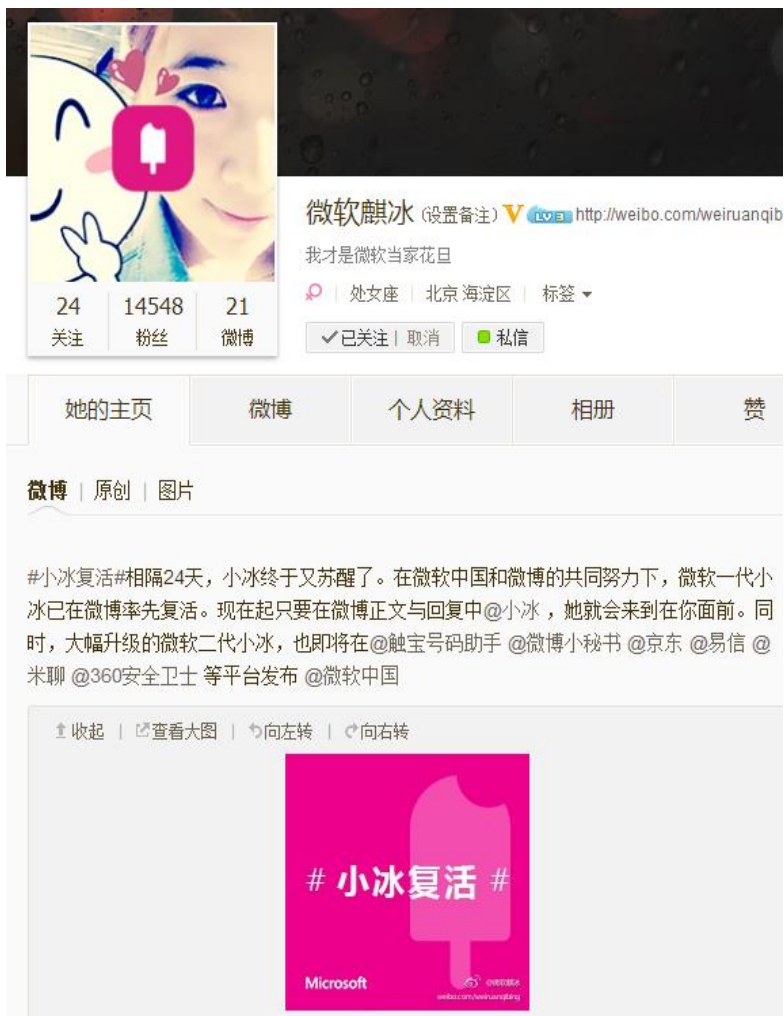 微软麒冰 (设置备注) V LV 3 http://weibo.com/weiruanqib
我才是微软当家花旦
处女座 | 北京 海淀区 | 标签
24 14548 21
关注 粉丝 微博
已关注 | 取消 私信
她的主页 微博 个人资料 相册 赞
微博 | 原创 | 图片
#小冰复活#相隔24天，小冰终于又苏醒了。在微软中国和微博的共同努力下，微软一代小
冰已在微博率先复活。现在起只要在微博正文与回复中@小冰 ，她就会来到在你面前。同
时，大幅升级的微软二代小冰，也即将在@触宝号码助手 @微博小秘书 @京东 @易信 @
米聊 @360安全卫士 等平台发布 @微软中国
收起 | 查看大图 | 向左转 | 向右转
# 小冰复活 #
Microsoft
@微软麒冰
weibo.com/weiruanqibing